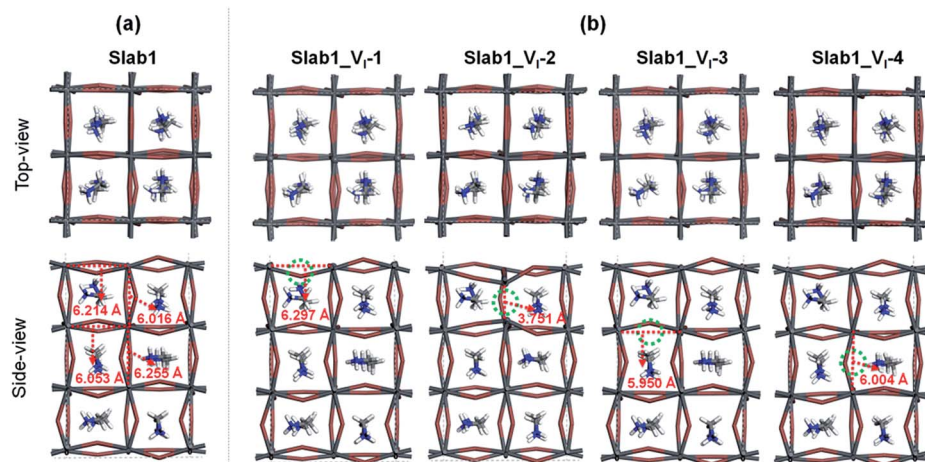 (a)
(b)
Slab1
Slab1_VI-1
Slab1_VI-2
Slab1_VI-3
Slab1_VI-4
Top-view
Side-view
6.214 Å
6.016 Å
6.053 Å
6.255 Å
6.297 Å
3.751 Å
5.950 Å
6.004 Å